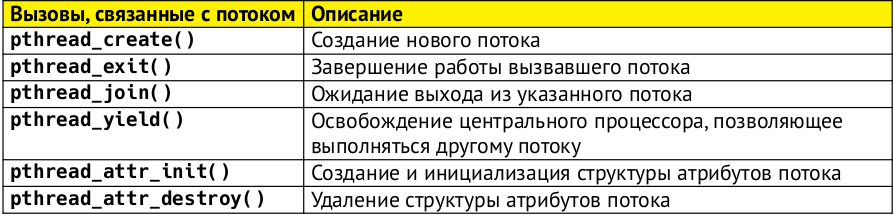 Вызовы, связанные с потоком Описание
pthread_create() Создание нового потока
pthread_exit() Завершение работы вызвавшего потока
pthread_join() Ожидание выхода из указанного потока
pthread_yield() Освобождение центрального процессора, позволяющее
выполняться другому потоку
pthread_attr_init() Создание и инициализация структуры атрибутов потока
pthread_attr_destroy() Удаление структуры атрибутов потока